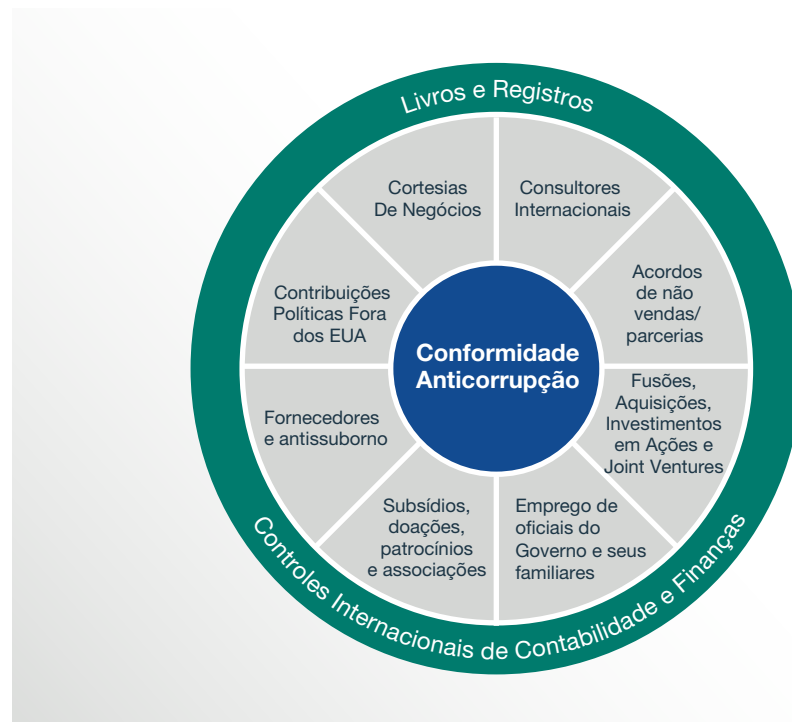 Livros e Registros
Cortesias
De Negócios
Consultores
Internacionais
Acordos
de não
vendas/
parcerias
Fusões,
Aquisições,
Investimentos
em Ações e
Joint Ventures
Emprego de
oficiais do
Governo e seus
familiares
Subsídios,
doações,
patrocínios
e associações
Fornecedores
e antissuborno
Contribuições
Políticas Fora
dos EUA
Conformidade
Anticorrupção
Controles Internacionais de Contabilidade e Finanças